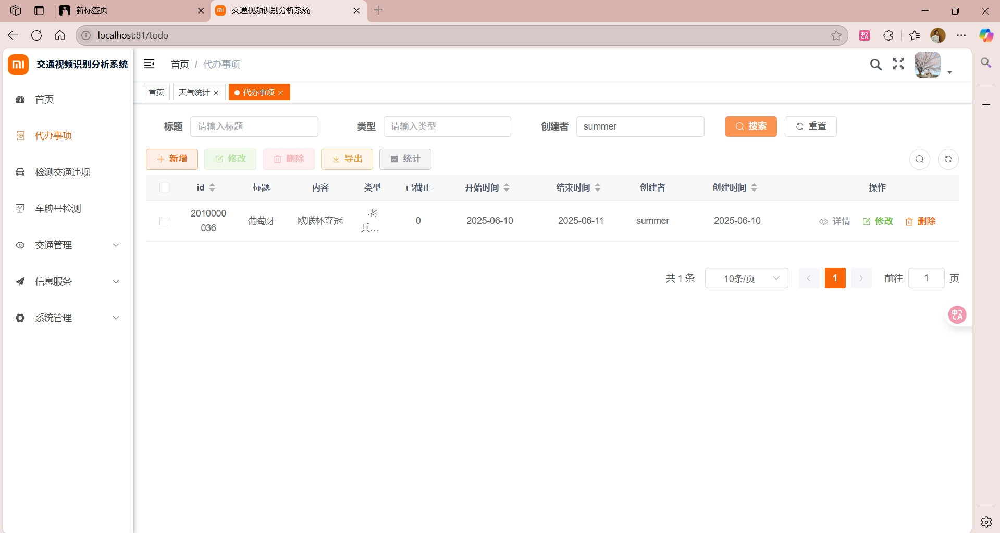 新标签页
交通视频识别分析系统
localhost:81/todo
中A
mi 交通视频识别分析系统
首页 / 代办事项
首页
天气统计
代办事项
首页
代办事项
检测交通违规
车牌号检测
交通管理
信息服务
系统管理
标题 请输入标题 类型 请输入类型 创建者 summer 搜索 重置
新增 修改 删除 导出 统计
id 标题 内容 类型 已截止 开始时间 结束时间 创建者 创建时间 操作
2010000 葡萄牙 欧联杯夺冠 老 0 2025-06-10 2025-06-11 summer 2025-06-10 详情 修改 删除
036 兵...
共 1 条 10条/页 1 前往 1 页
中A